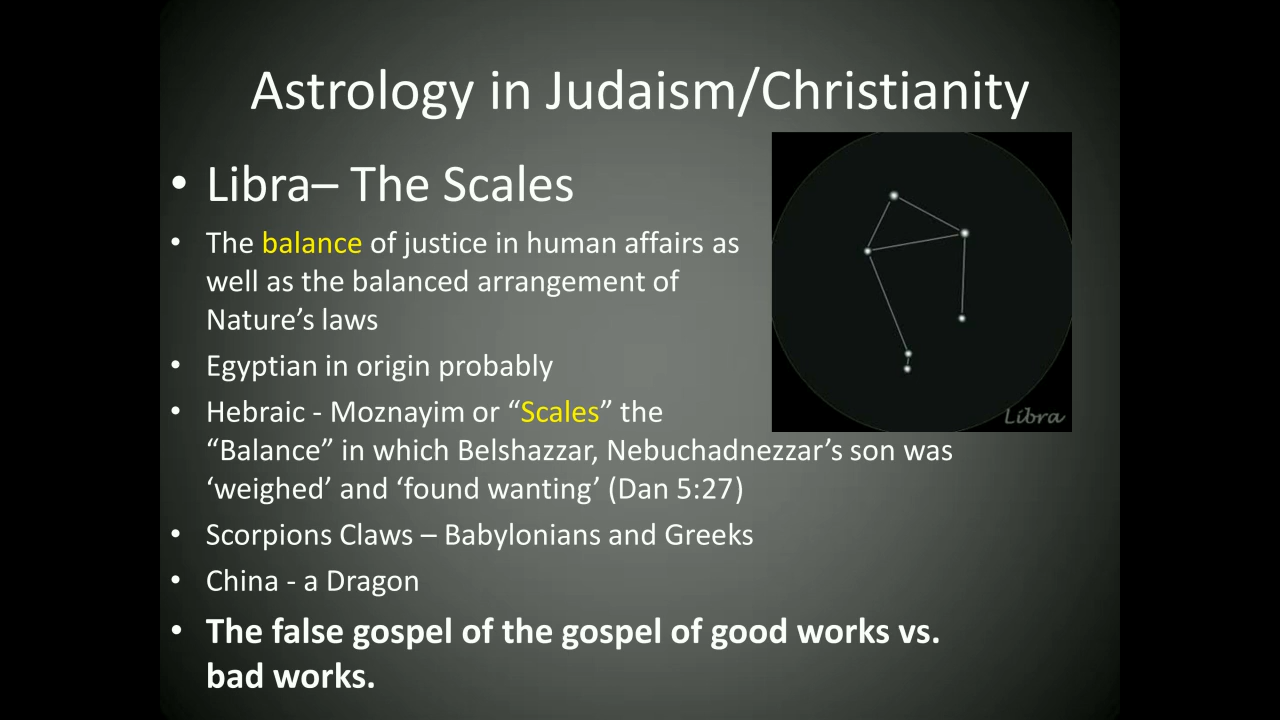 Astrology in Judaism/Christianity
• Libra– The Scales
• The balance of justice in human affairs as
well as the balanced arrangement of
Nature’s laws
• Egyptian in origin probably
• Hebraic - Moznayim or “Scales” the
“Balance” in which Belshazzar, Nebuchadnezzar’s son was
‘weighed’ and ‘found wanting’ (Dan 5:27)
• Scorpions Claws – Babylonians and Greeks
• China - a Dragon
• The false gospel of the gospel of good works vs.
bad works.
Libra